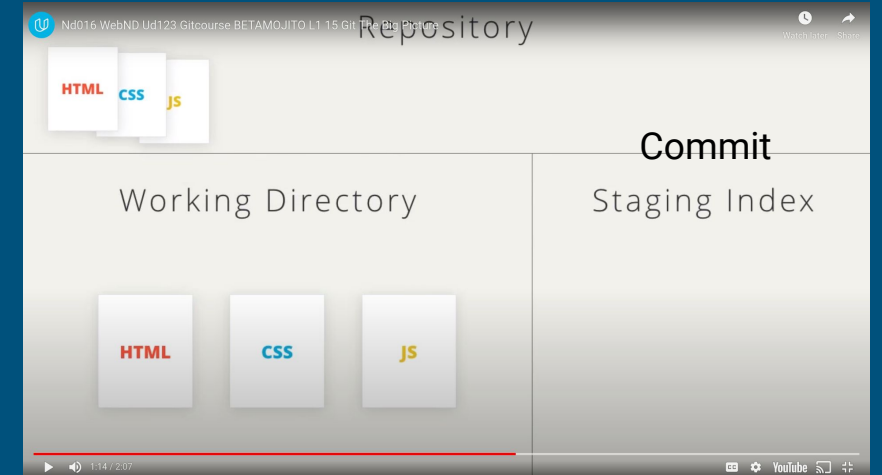 Nd016 WebND Ud123 Gitcourse BETAMOJITO L1 15 Git The Big Picture
Repository
Watch later
Share
HTML
CSS
JS
Commit
Working Directory
Staging Index
HTML
CSS
JS
1:14 / 2:07
CC
YouTube